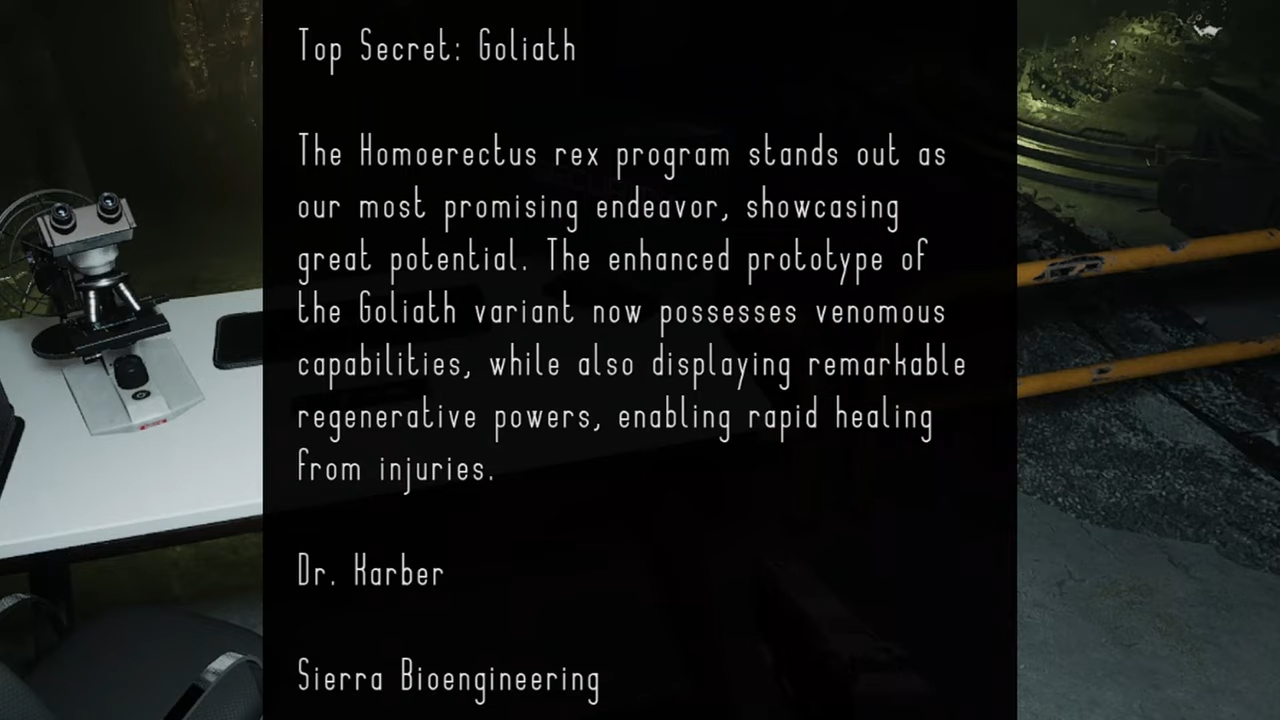 Top Secret: Goliath
The Homoerectus rex program stands out as
our most promising endeavor, showcasing
great potential. The enhanced prototype of
the Goliath variant now possesses venomous
capabilities, while also displaying remarkable
regenerative powers, enabling rapid healing
from injuries.
Dr. Karber
Sierra Bioengineering